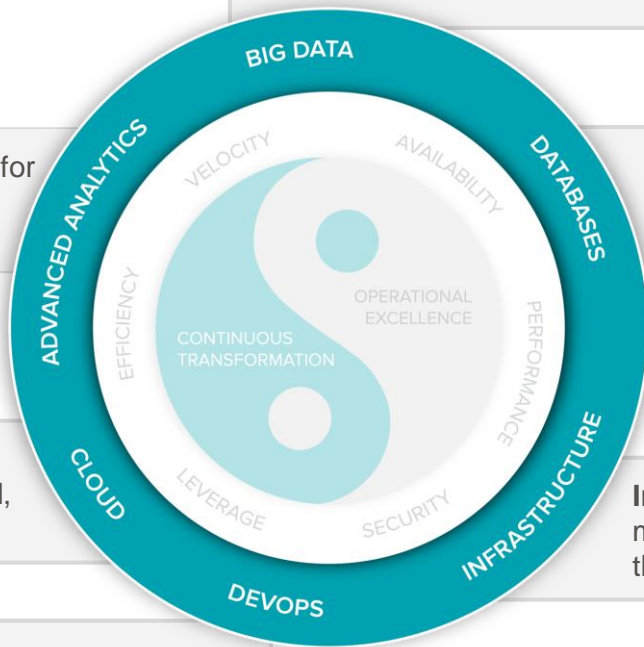 BIG DATA
for
ADVANCED ANALYTICS
DATABASES
VELOCITY
AVAILABILITY
EFFICIENCY
PERFORMANCE
OPERATIONAL
EXCELLENCE
CONTINUOUS
TRANSFORMATION
LEVERAGE
SECURITY
CLOUD
INFRASTRUCTURE
DEVOPS